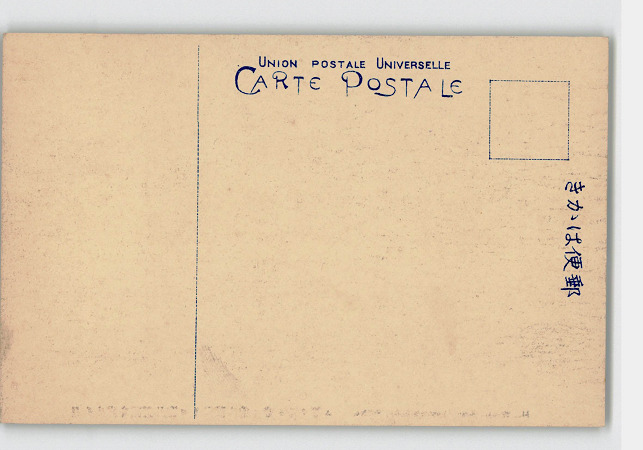 UNION POSTALE UNIVERSELLE
CARTE POSTALE
きかは便郵